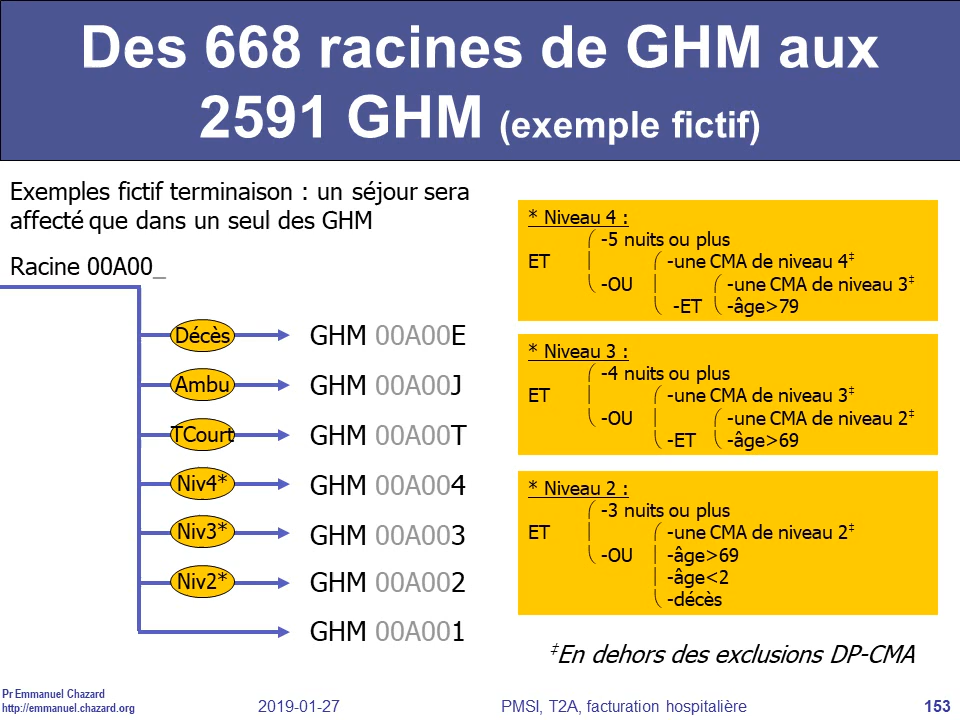 Des 668 racines de GHM aux
2591 GHM (exemple fictif)
Exemples fictif terminaison : un séjour sera
affecté que dans un seul des GHM
Racine 00A00_
Décès
GHM 00A00E
Ambu
GHM 00A00J
TCourt
GHM 00A00T
Niv4*
GHM 00A004
Niv3*
GHM 00A003
Niv2*
GHM 00A002
GHM 00A001
* Niveau 4 :
-5 nuits ou plus
ET -une CMA de niveau 4‡
-OU -une CMA de niveau 3‡
-ET -âge>79
* Niveau 3 :
-4 nuits ou plus
ET -une CMA de niveau 3‡
-OU -une CMA de niveau 2‡
-ET -âge>69
* Niveau 2 :
-3 nuits ou plus
ET -une CMA de niveau 2‡
-OU -âge>69
-âge<2
-décès
‡En dehors des exclusions DP-CMA
Pr Emmanuel Chazard
http://emmanuel.chazard.org
2019-01-27
PMSI, T2A, facturation hospitalière
153